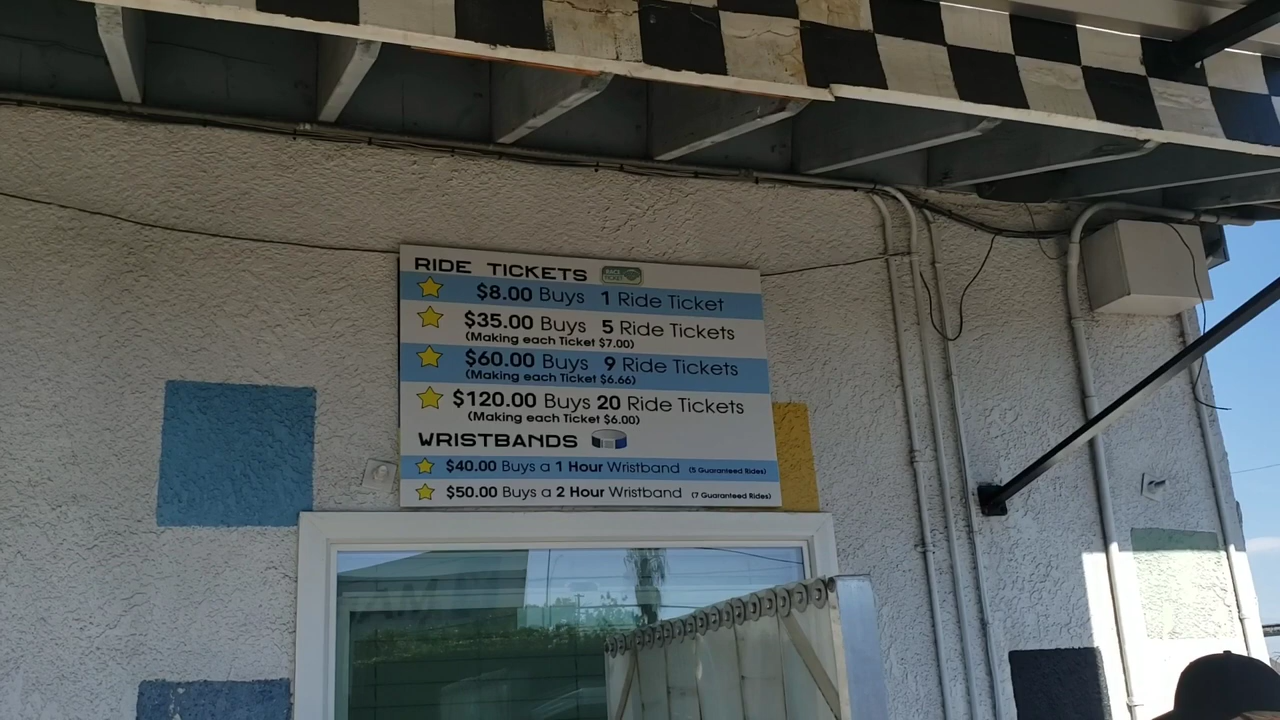 RIDE TICKETS
$8.00 Buys 1 Ride Ticket
$35.00 Buys 5 Ride Tickets
(Making each Ticket $7.00)
$60.00 Buys 9 Ride Tickets
(Making each Ticket $6.66)
$120.00 Buys 20 Ride Tickets
(Making each Ticket $6.00)
WRISTBANDS
$40.00 Buys a 1 Hour Wristband (5 Guaranteed Rides)
$50.00 Buys a 2 Hour Wristband (7 Guaranteed Rides)